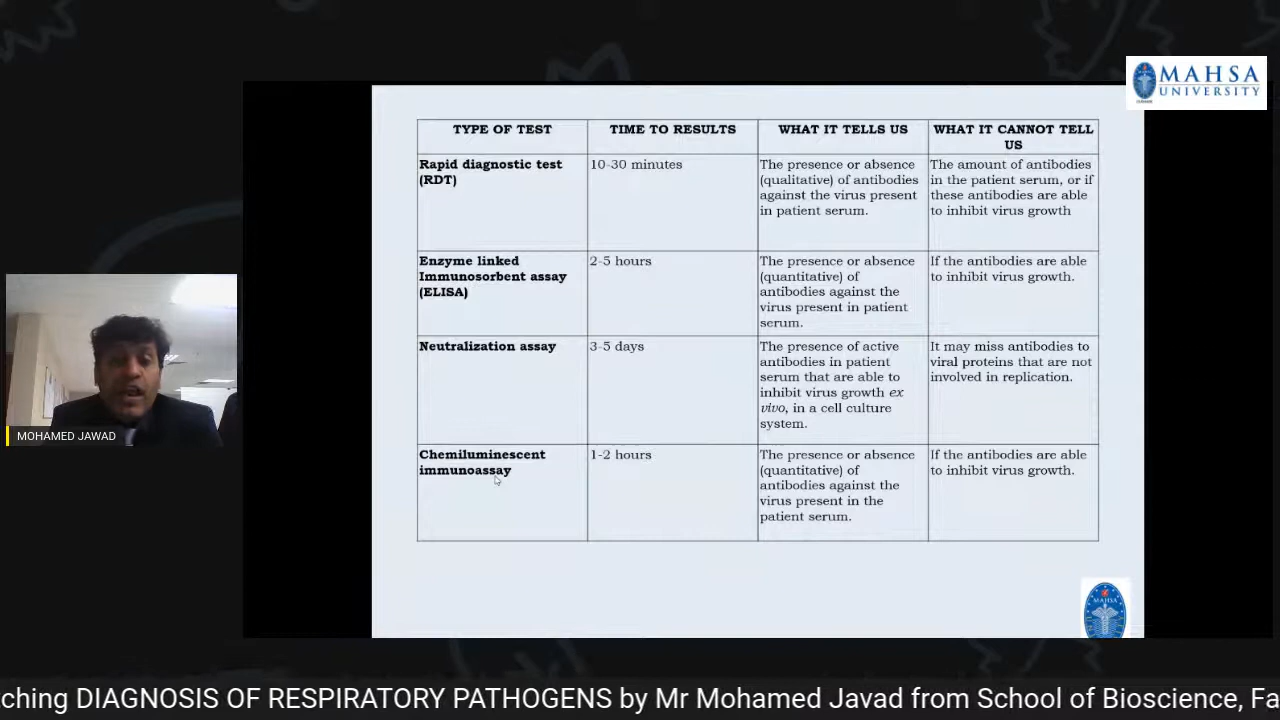 MAHSA
UNIVERSITY
TYPE OF TEST
TIME TO RESULTS
WHAT IT TELLS US
WHAT IT CANNOT TELL
US
Rapid diagnostic test
(RDT)
10-30 minutes
The presence or absence
(qualitative) of antibodies
against the virus present
in patient serum.
The amount of antibodies
in the patient serum, or if
these antibodies are able
to inhibit virus growth
Enzyme linked
Immunosorbent assay
(ELISA)
2-5 hours
The presence or absence
(quantitative) of
antibodies against the
virus present in patient
serum.
If the antibodies are able
to inhibit virus growth.
Neutralization assay
3-5 days
The presence of active
antibodies in patient
serum that are able to
inhibit virus growth ex
vivo, in a cell culture
system.
It may miss antibodies to
viral proteins that are not
involved in replication.
Chemiluminescent
immunoassay
1-2 hours
The presence or absence
(quantitative) of
antibodies against the
virus present in the
patient serum.
If the antibodies are able
to inhibit virus growth.
MOHAMED JAWAD
MAHSA
tching DIAGNOSIS OF RESPIRATORY PATHOGENS by Mr Mohamed Javad from School of Bioscience, Fa